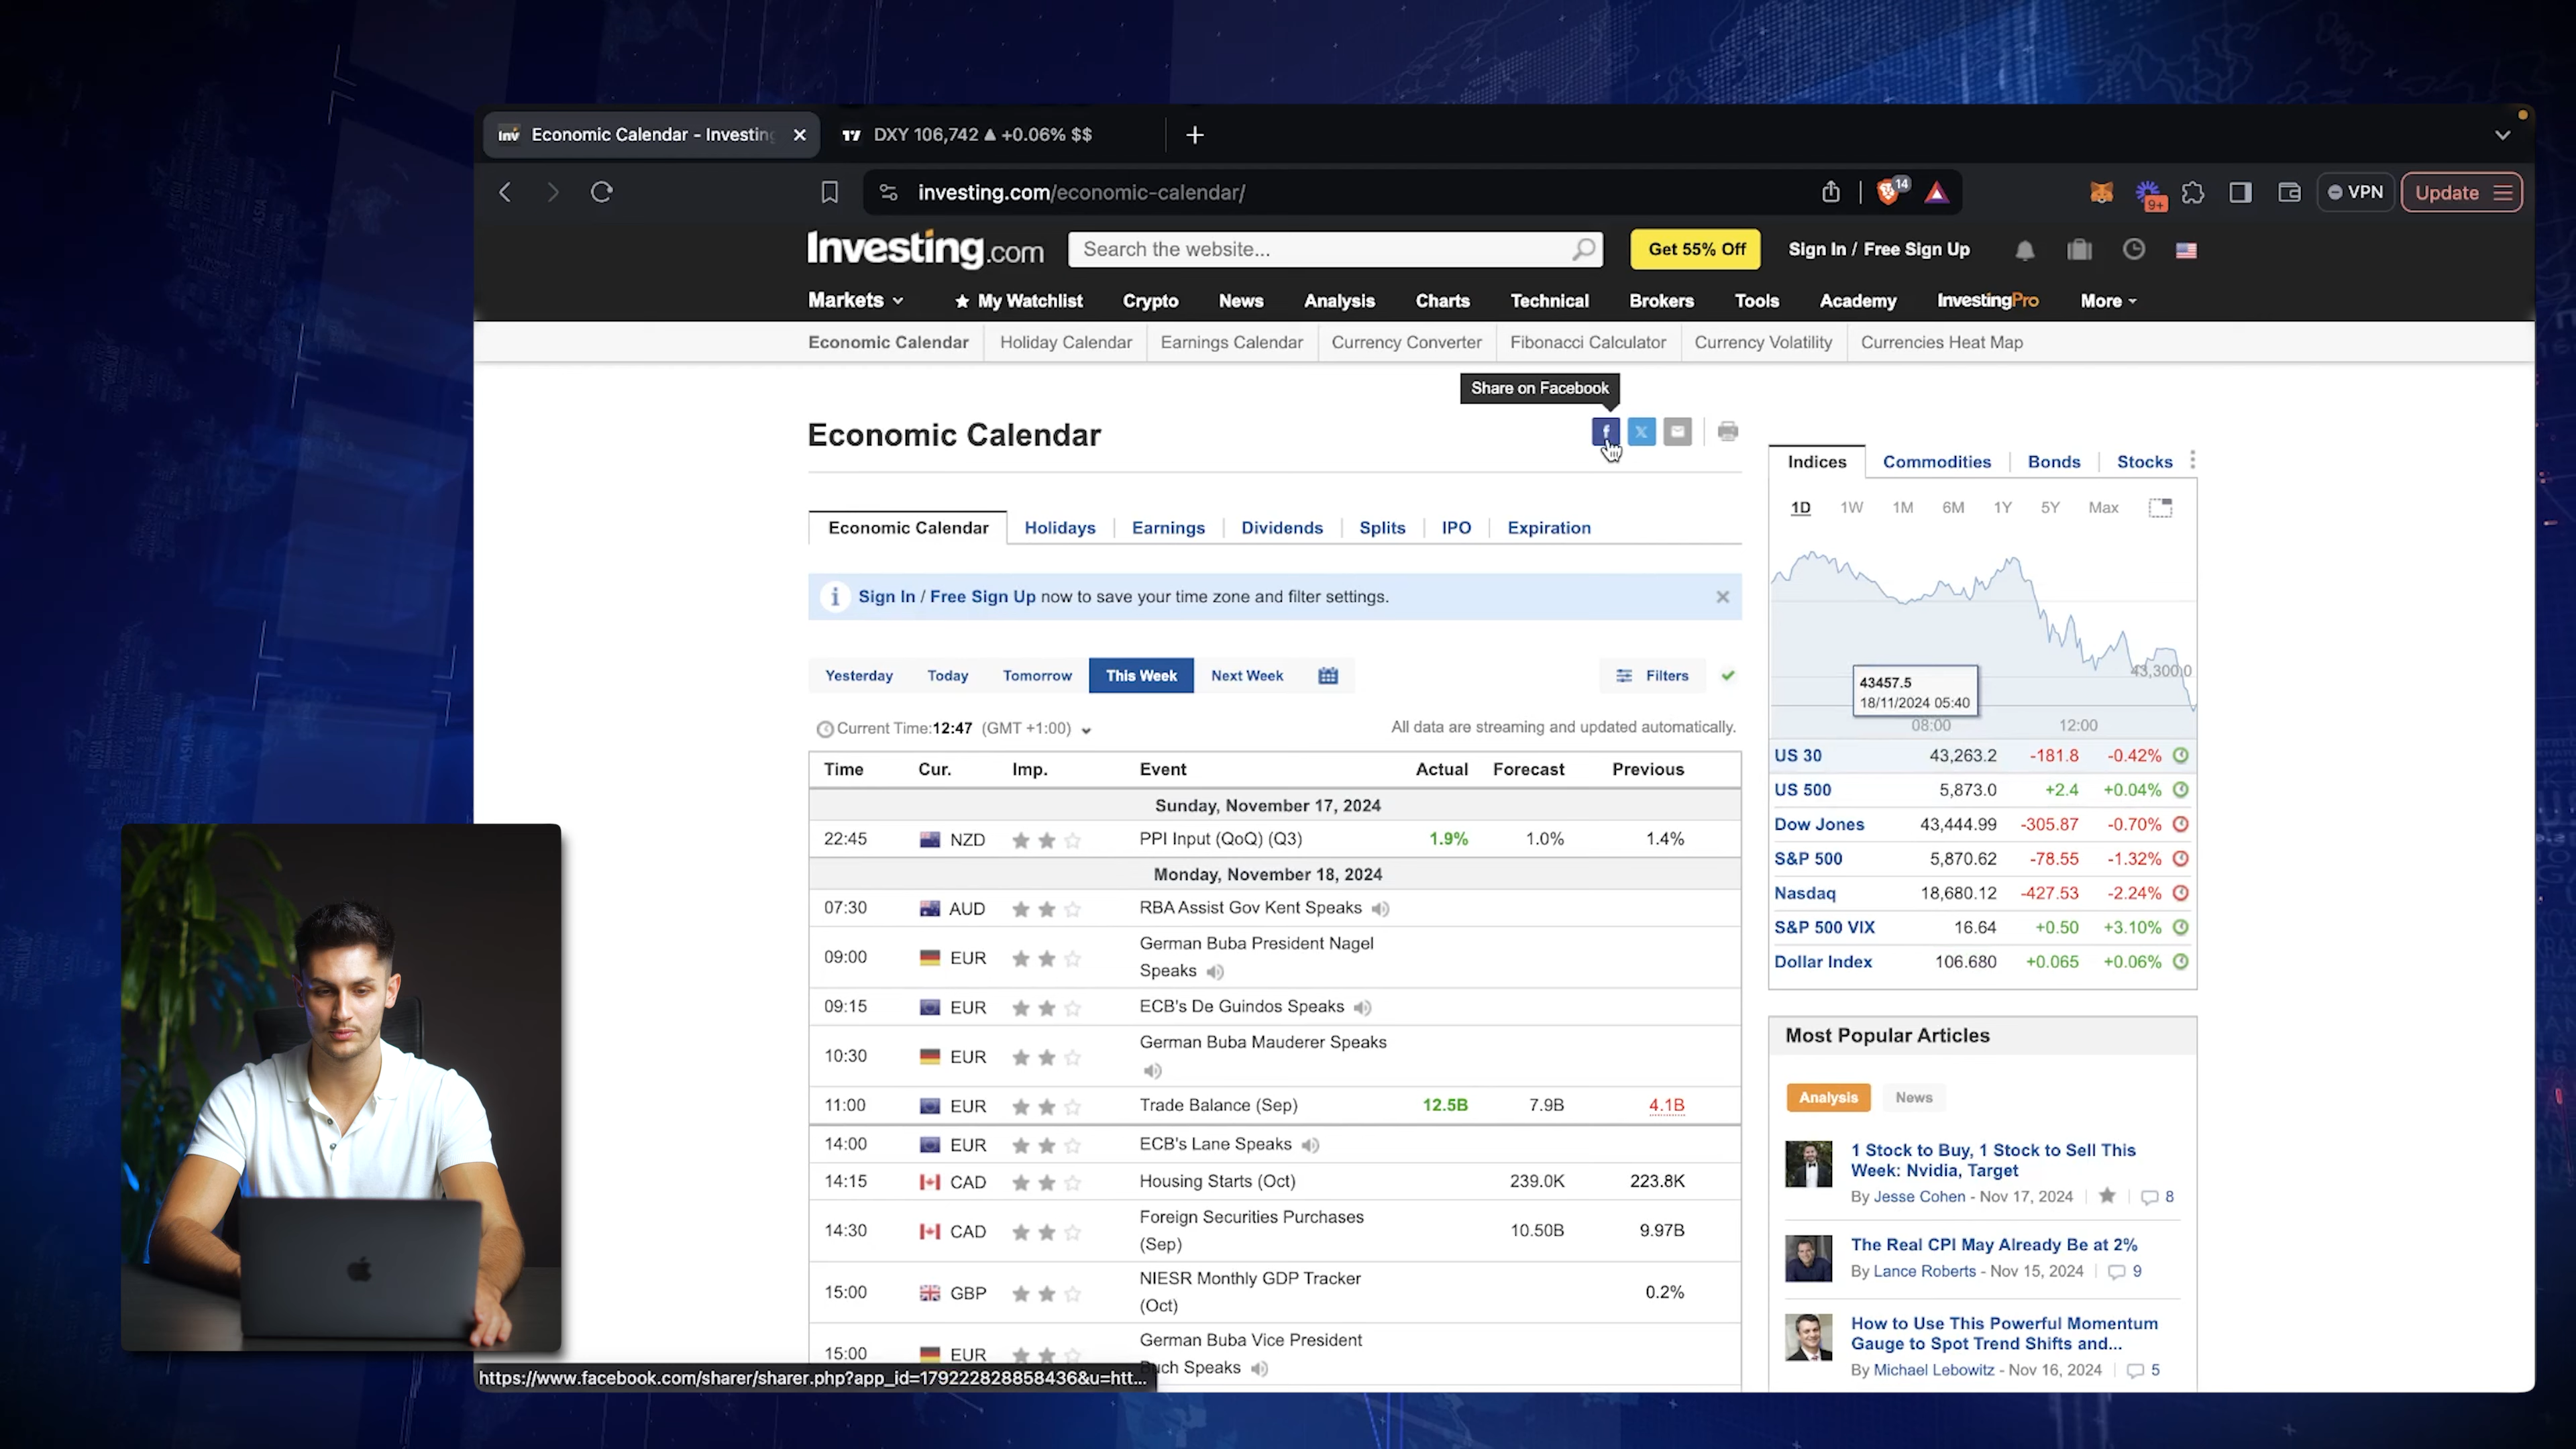 inv Economic Calendar - Investing
DXY 106,742 ▲ +0.06% $$
investing.com/economic-calendar/
14
9+
VPN
Update
Investing.com
Search the website...
Get 55% Off
Sign In / Free Sign Up
Markets
★ My Watchlist
Crypto
News
Analysis
Charts
Technical
Brokers
Tools
Academy
InvestingPro
More
Economic Calendar
Holiday Calendar
Earnings Calendar
Currency Converter
Fibonacci Calculator
Currency Volatility
Currencies Heat Map
Share on Facebook
Economic Calendar
Economic Calendar
Holidays
Earnings
Dividends
Splits
IPO
Expiration
Sign In / Free Sign Up now to save your time zone and filter settings.
Yesterday
Today
Tomorrow
This Week
Next Week
Filters
Current Time:12:47 (GMT +1:00)
All data are streaming and updated automatically.
Time Cur. Imp. Event Actual Forecast Previous
Sunday, November 17, 2024
22:45 NZD PPI Input (QoQ) (Q3) 1.9% 1.0% 1.4%
Monday, November 18, 2024
07:30 AUD RBA Assist Gov Kent Speaks
09:00 EUR German Buba President Nagel
Speaks
09:15 EUR ECB's De Guindos Speaks
10:30 EUR German Buba Mauderer Speaks
11:00 EUR Trade Balance (Sep) 12.5B 7.9B 4.1B
14:00 EUR ECB's Lane Speaks
14:15 CAD Housing Starts (Oct) 239.0K 223.8K
14:30 CAD Foreign Securities Purchases
(Sep) 10.50B 9.97B
15:00 GBP NIESR Monthly GDP Tracker
(Oct) 0.2%
15:00 EUR German Buba Vice President
Buch Speaks
https://www.facebook.com/sharer/sharer.php?app_id=179222828858436&u=htt...
Indices
Commodities
Bonds
Stocks
1D 1W 1M 6M 1Y 5Y Max
43,300.0
43457.5
18/11/2024 05:40
08:00 12:00
US 30 43,263.2 -181.8 -0.42%
US 500 5,873.0 +2.4 +0.04%
Dow Jones 43,444.99 -305.87 -0.70%
S&P 500 5,870.62 -78.55 -1.32%
Nasdaq 18,680.12 -427.53 -2.24%
S&P 500 VIX 16.64 +0.50 +3.10%
Dollar Index 106.680 +0.065 +0.06%
Most Popular Articles
Analysis
News
1 Stock to Buy, 1 Stock to Sell This
Week: Nvidia, Target
By Jesse Cohen - Nov 17, 2024 8
The Real CPI May Already Be at 2%
By Lance Roberts - Nov 15, 2024 9
How to Use This Powerful Momentum
Gauge to Spot Trend Shifts and...
By Michael Lebowitz - Nov 16, 2024 5